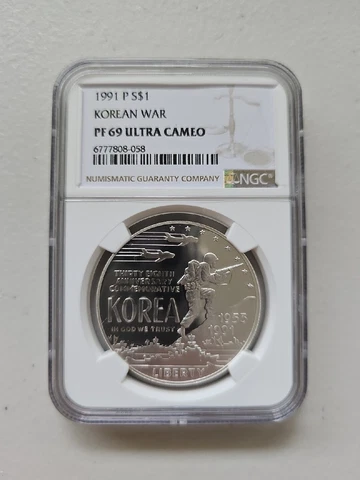 1991 P S$1
KOREAN WAR
PF 69 ULTRA CAMEO
6777808-058
NUMISMATIC GUARANTY COMPANY
NGC
THIRTY EIGHTH
ANNIVERSARY
COMMEMORATIVE
KOREA
IN GOD WE TRUST
1953
1991
LIBERTY